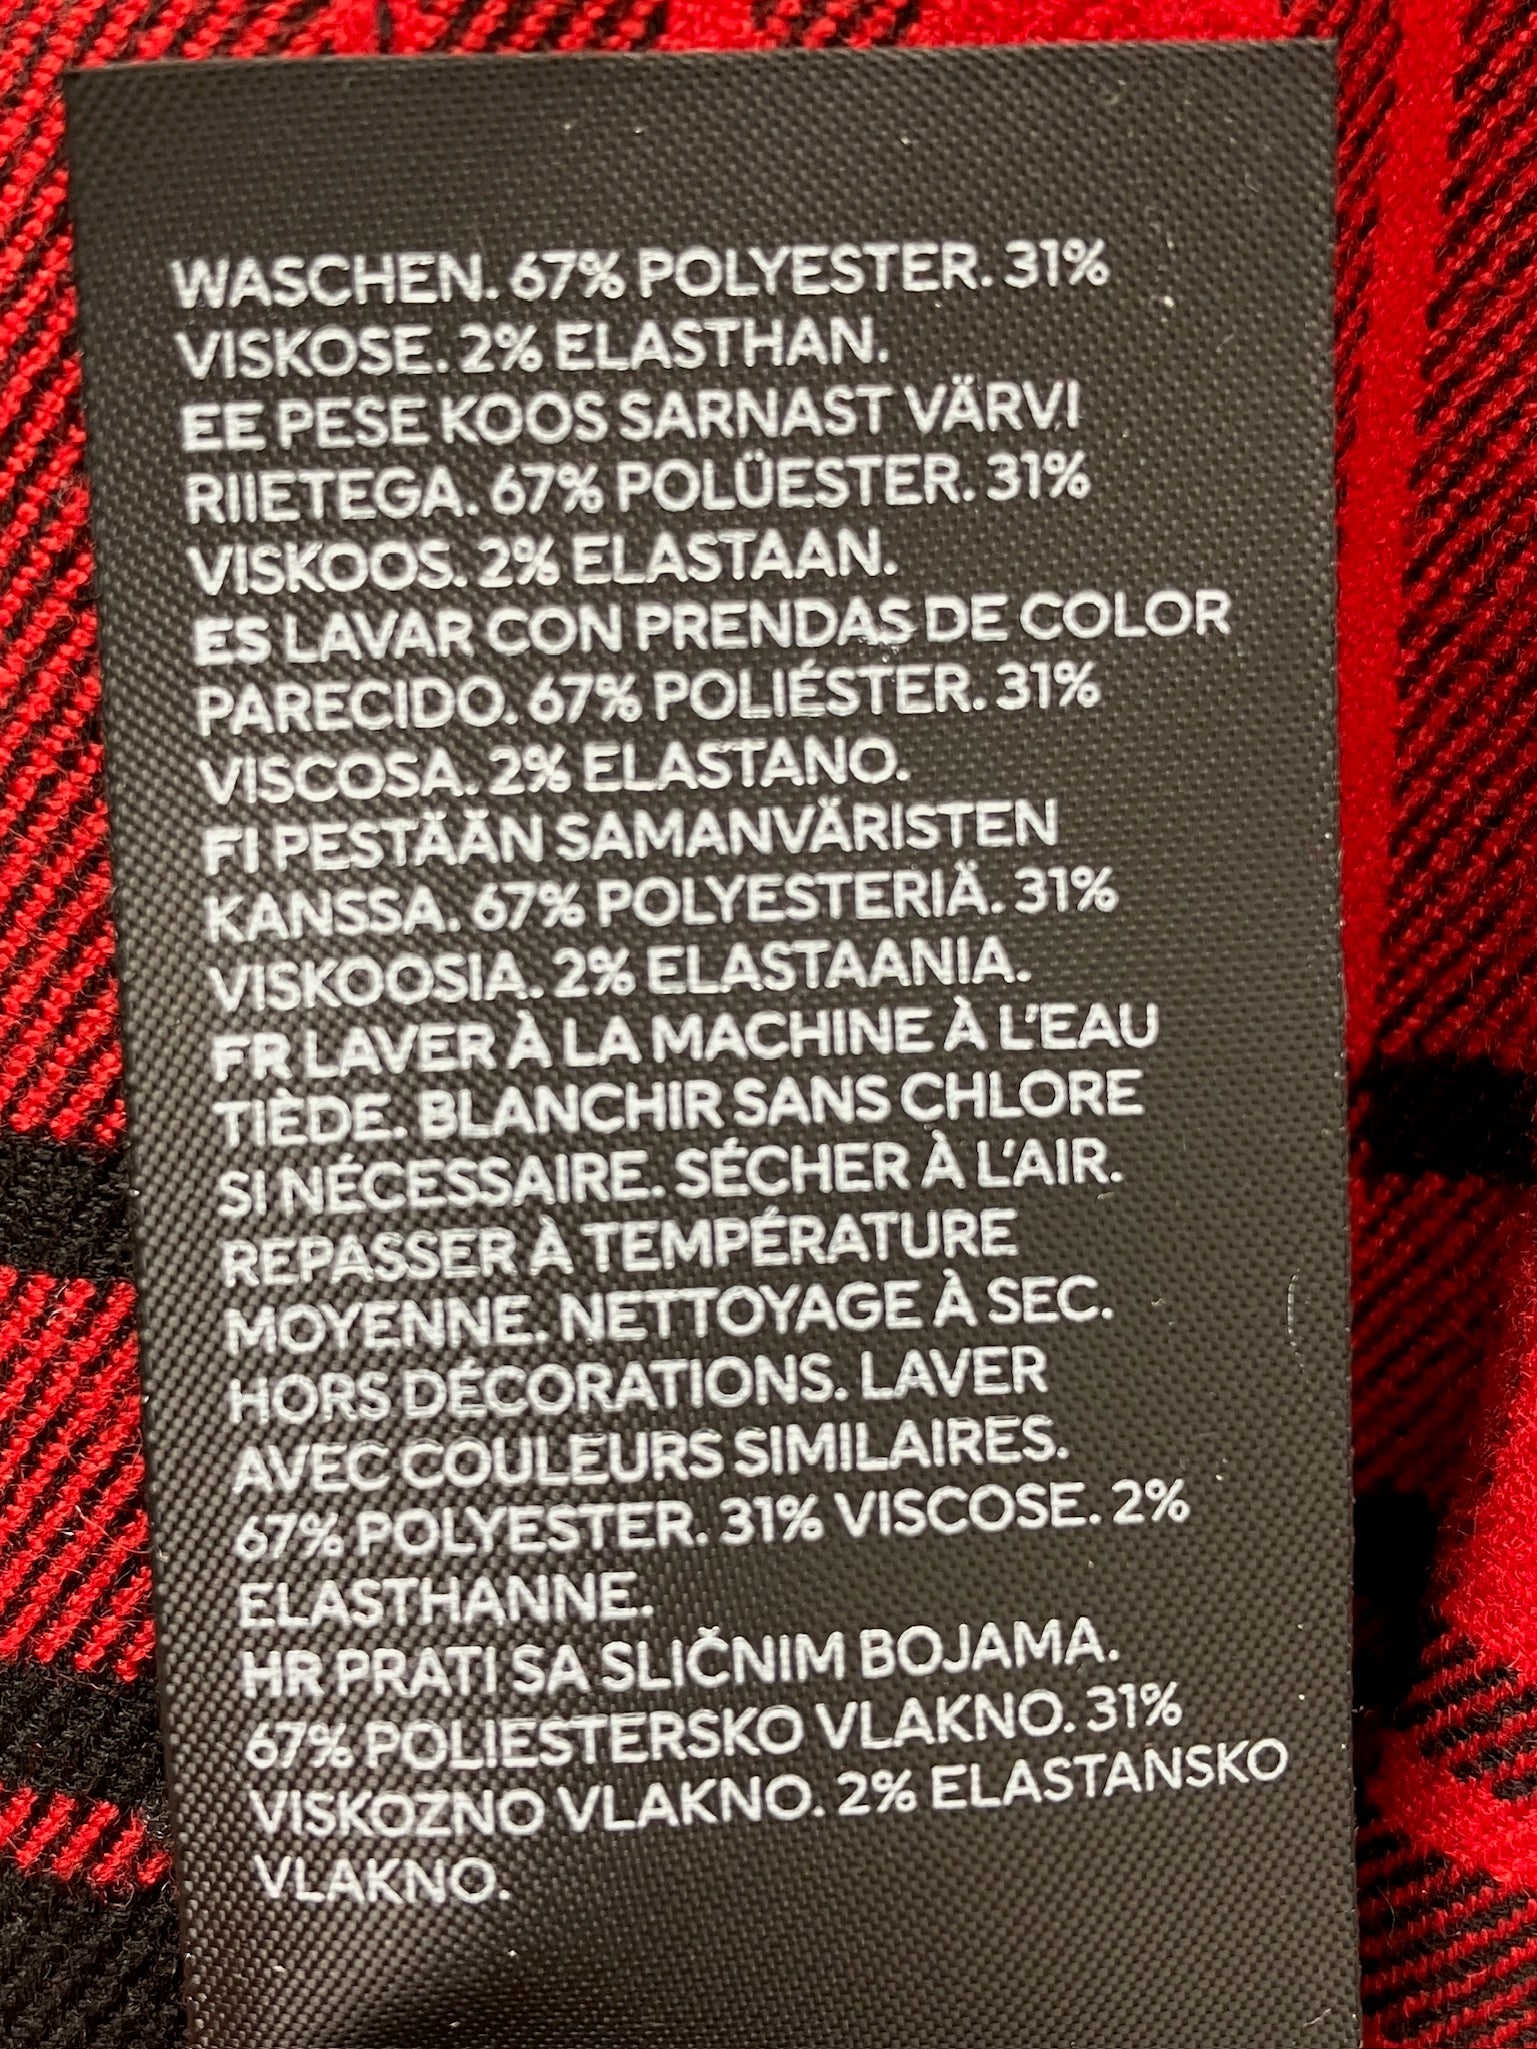 WASCHEN. 67% POLYESTER. 31%
VISKOSE. 2% ELASTHAN.
EE PESE KOOS SARNAST VÄRVI
RIIETEGA. 67% POLÜESTER. 31%
VISKOOS. 2% ELASTAAN.
ES LAVAR CON PRENDAS DE COLOR
PARECIDO. 67% POLIÉSTER. 31%
VISCOSA. 2% ELASTANO.
FI PESTÄÄN SAMANVÄRISTEN
KANSSA. 67% POLYESTERIÄ. 31%
VISKOOSIA. 2% ELASTAANIA.
FR LAVER À LA MACHINE À L'EAU
TIÈDE. BLANCHIR SANS CHLORE
SI NÉCESSAIRE. SÉCHER À L'AIR.
REPASSER À TEMPÉRATURE
MOYENNE. NETTOYAGE À SEC.
HORS DÉCORATIONS. LAVER
AVEC COULEURS SIMILAIRES.
67% POLYESTER. 31% VISCOSE. 2%
ELASTHANNE.
HR PRATI SA SLIČNIM BOJAMA.
67% POLIESTERSKO VLAKNO. 31%
VISKOZNO VLAKNO. 2% ELASTANSKO
VLAKNO.